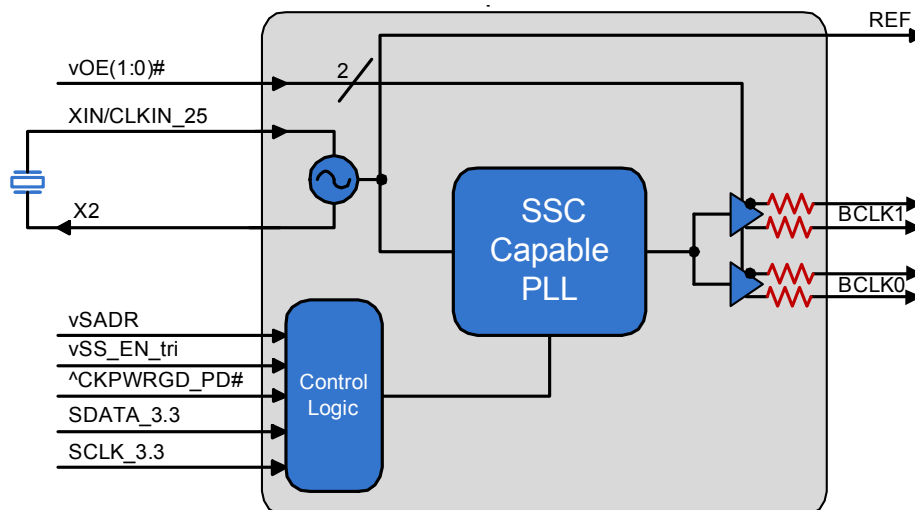 REF
vOE(1:0)#
2
XIN/CLKIN_25
X2
SSC
Capable
PLL
BCLK1
BCLK0
vSADR
vSS_EN_tri
^CKPWRGD_PD#
SDATA_3.3
SCLK_3.3
Control
Logic